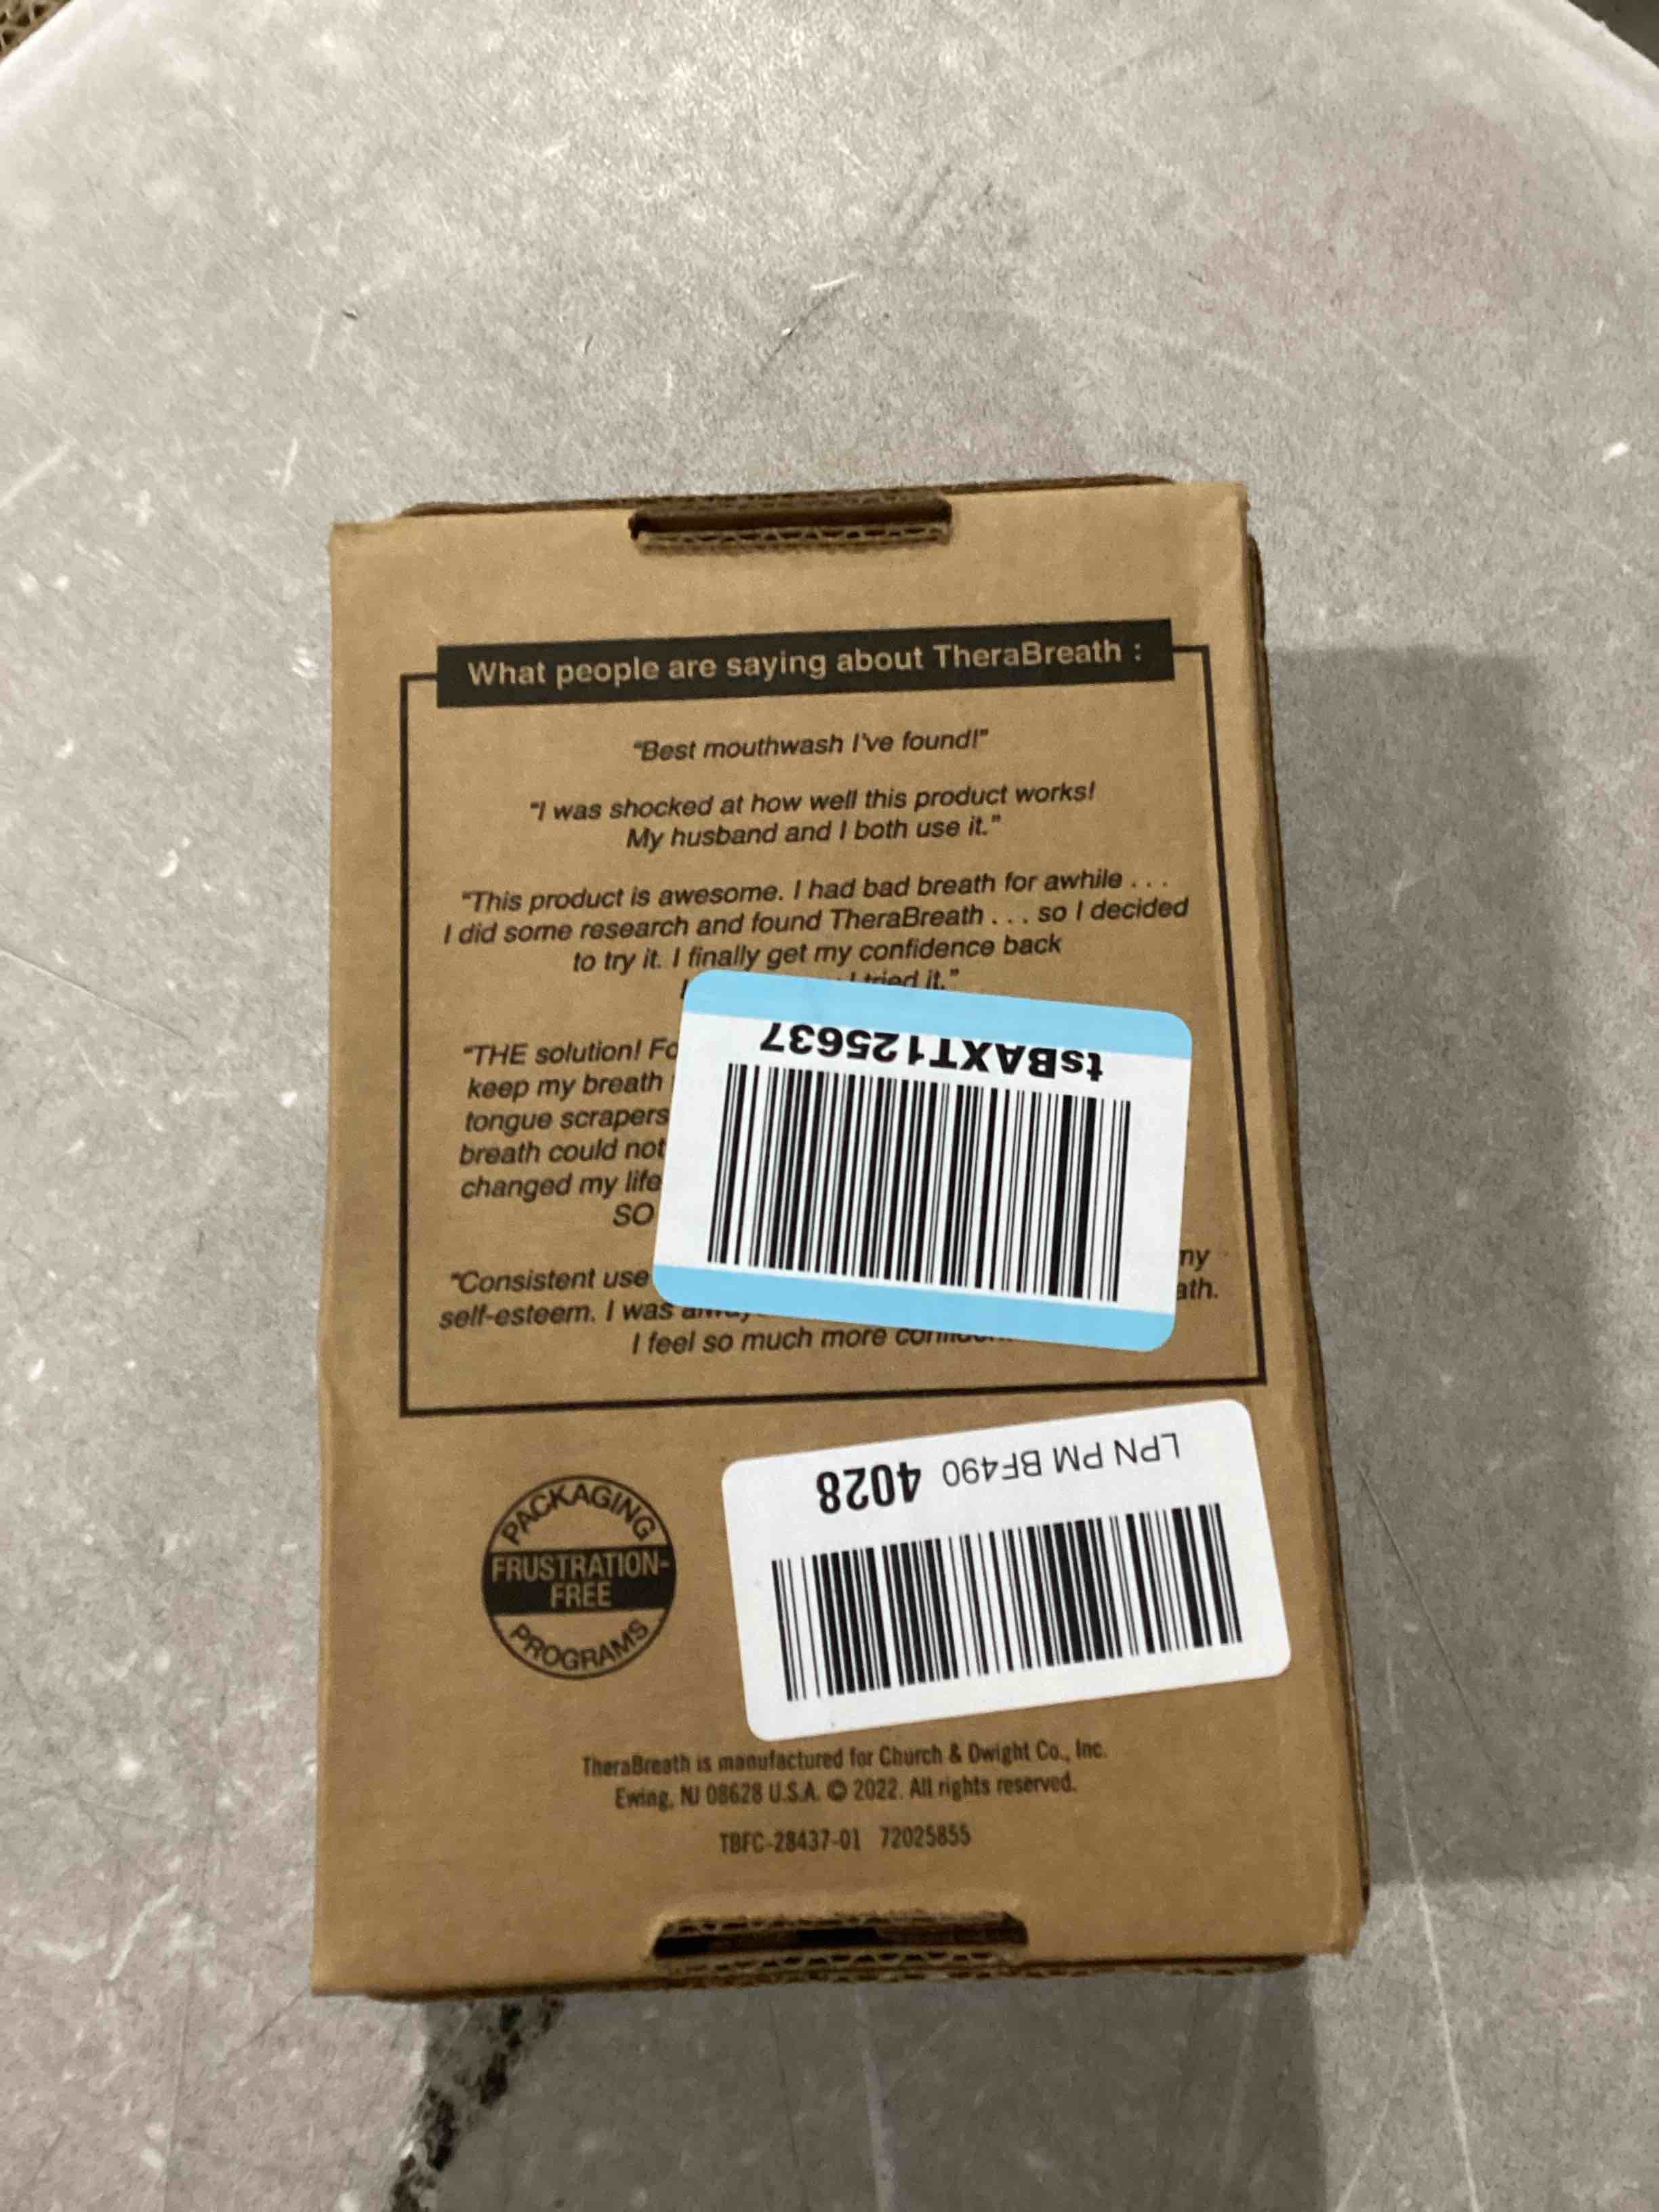 What people are saying about TheraBreath :
"Best mouthwash I've found!"
"I was shocked at how well this product works!
My husband and I both use it."
"This product is awesome. I had bad breath for awhile . . .
I did some research and found TheraBreath . . . so I decided
to try it. I finally get my confidence back
I tried it."
"THE solution!
keep my breath
tongue scrapers
breath could not
changed my life
SO
"Consistent use
self-esteem. I was
I feel so much more
tsBAXT125637
LPN PM BF490 4028
PACKAGING
FRUSTRATION-
FREE
PROGRAMS
TheraBreath is manufactured for Church & Dwight Co., Inc.
Ewing, NJ 08628 U.S.A. © 2022. All rights reserved.
TBFC-28437-01 72025855